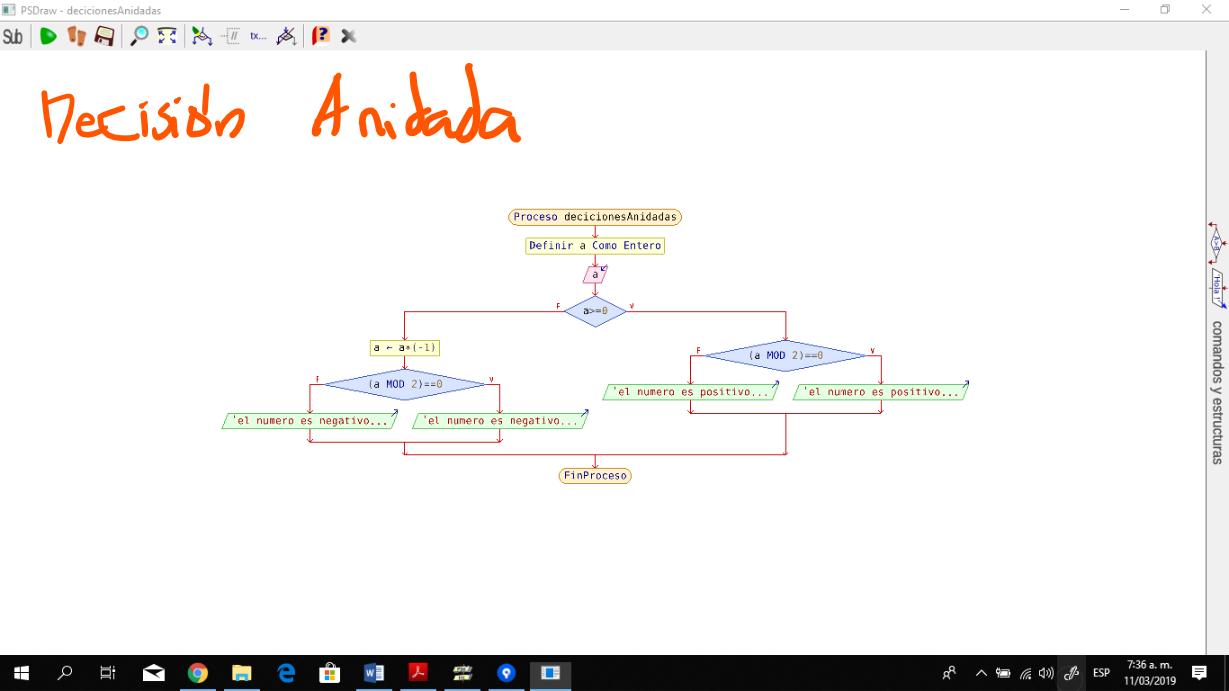 PSDraw - decicionesAnidadas
Sub
tx...
Decisión Anidada
Proceso decicionesAnidadas
Definir a Como Entero
a
F a>=0 V
a ← a*(-1)
F (a MOD 2)==0 V
F (a MOD 2)==0 V
'el numero es positivo... 'el numero es positivo...
'el numero es negativo... 'el numero es negativo...
FinProceso
A>B
'Hola !'
comandos y estructuras
ESP
7:36 a. m.
11/03/2019